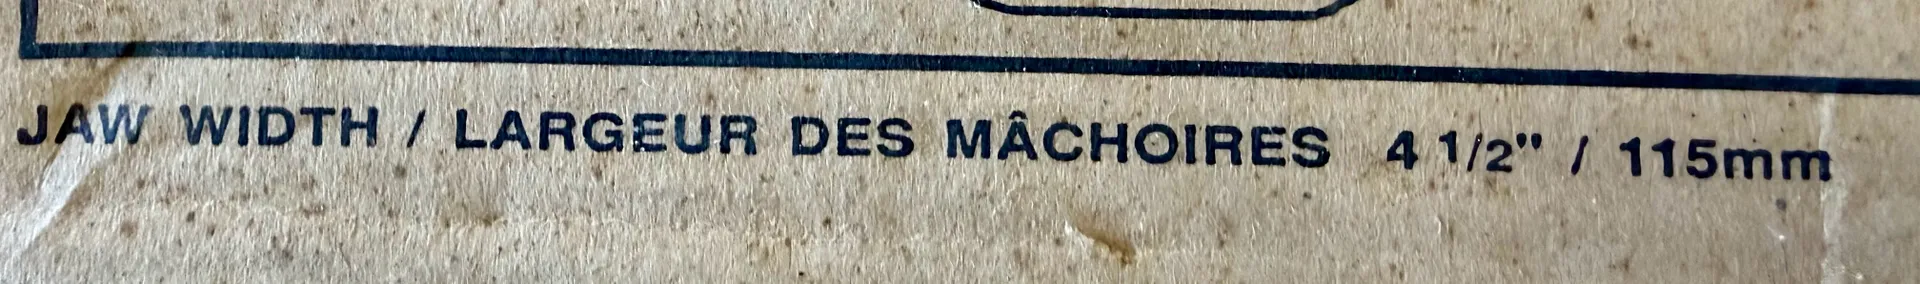 JAW WIDTH / LARGEUR DES MÂCHOIRES 4 1/2" / 115mm